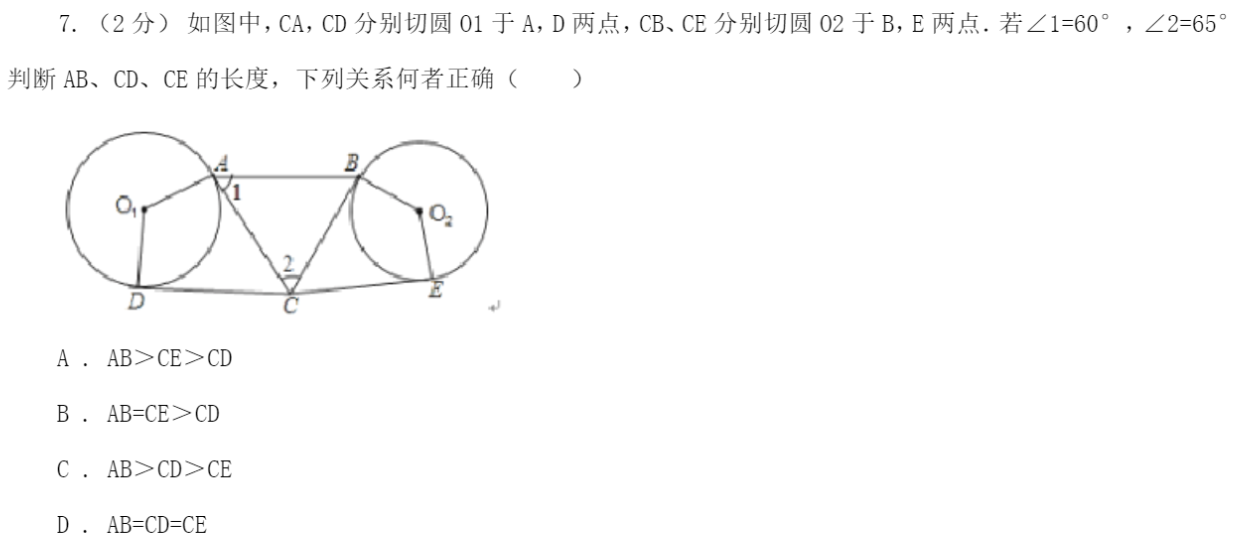 7. （2 分） 如图中，CA，CD 分别切圆 O1 于 A，D 两点，CB、CE 分别切圆 O2 于 B，E 两点．若∠1=60° ，∠2=65°
判断 AB、CD、CE 的长度，下列关系何者正确（　　）
A B
1
O₁ O₂
2
D C E
A ． AB＞CE＞CD
B ． AB=CE＞CD
C ． AB＞CD＞CE
D ． AB=CD=CE